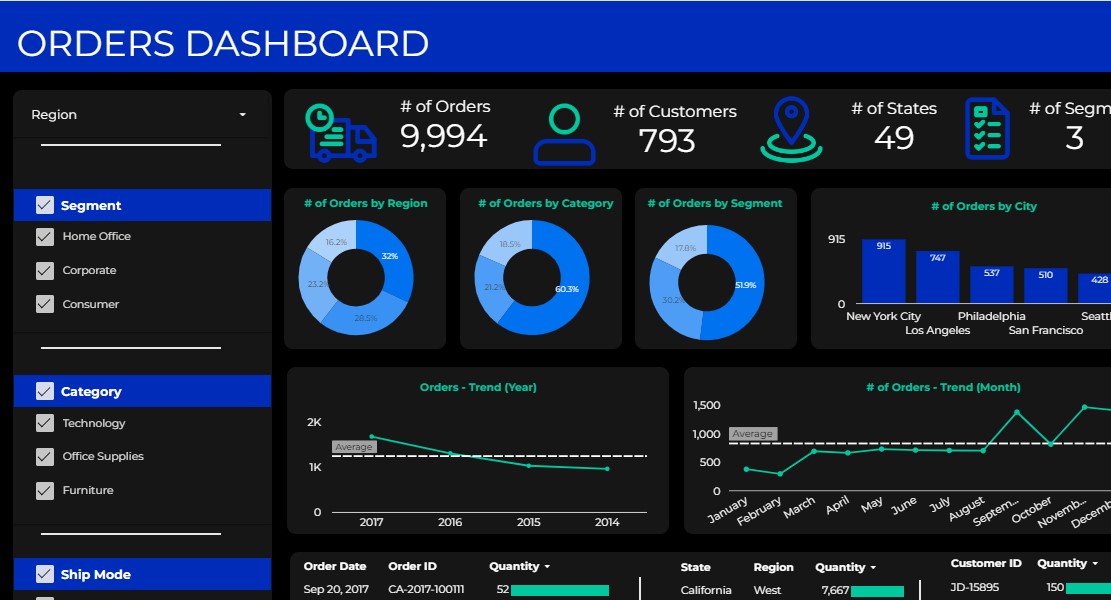 ORDERS DASHBOARD
Region
# of Orders
9,994
# of Customers
793
# of States
49
# of Segm
3
Segment
Home Office
Corporate
Consumer
Category
Technology
Office Supplies
Furniture
Ship Mode
# of Orders by Region
16.2%
32%
23.2%
28.5%
# of Orders by Category
18.5%
21.2%
60.3%
# of Orders by Segment
17.8%
30.2%
51.9%
# of Orders by City
915
0
915
747
537
510
428
New York City
Philadelphia
Seatt
Los Angeles
San Francisco
Orders - Trend (Year)
2K
Average
1K
0
2017
2016
2015
2014
# of Orders - Trend (Month)
1,500
1,000
Average
500
0
January
February
March
April
May
June
July
August
Septem...
October
Novemb...
Decemb
Order Date Order ID Quantity
Sep 20, 2017 CA-2017-100111 52
State Region Quantity
California West 7,667
Customer ID Quantity
JD-15895 150